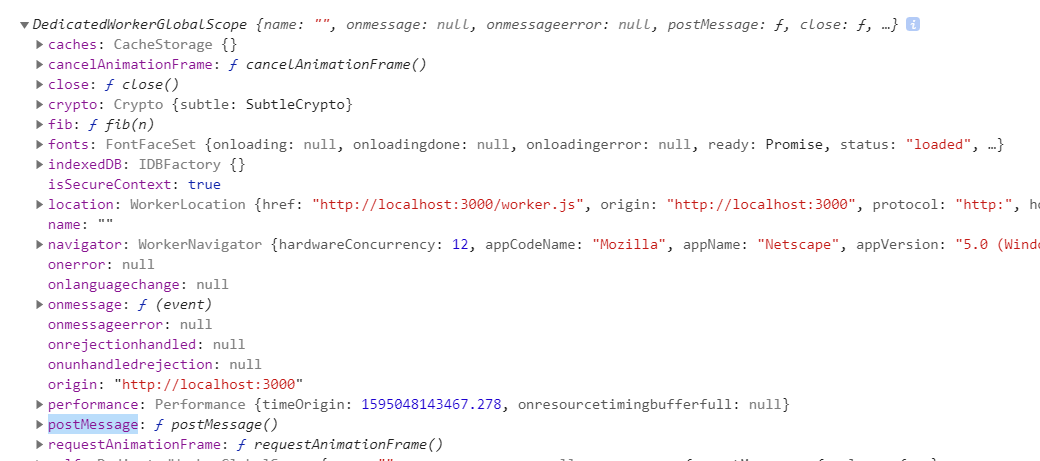 DedicatedWorkerGlobalScope {name: "", onmessage: null, onmessageerror: null, postMessage: ƒ, close: ƒ, …} i
caches: CacheStorage {}
cancelAnimationFrame: ƒ cancelAnimationFrame()
close: ƒ close()
crypto: Crypto {subtle: SubtleCrypto}
fib: ƒ fib(n)
fonts: FontFaceSet {onloading: null, onloadingdone: null, onloadingerror: null, ready: Promise, status: "loaded", …}
indexedDB: IDBFactory {}
isSecureContext: true
location: WorkerLocation {href: "http://localhost:3000/worker.js", origin: "http://localhost:3000", protocol: "http:", ho
name: ""
navigator: WorkerNavigator {hardwareConcurrency: 12, appCodeName: "Mozilla", appName: "Netscape", appVersion: "5.0 (Wind
onerror: null
onlanguagechange: null
onmessage: ƒ (event)
onmessageerror: null
onrejectionhandled: null
onunhandledrejection: null
origin: "http://localhost:3000"
performance: Performance {timeOrigin: 1595048143467.278, onresourcetimingbufferfull: null}
postMessage: ƒ postMessage()
requestAnimationFrame: ƒ requestAnimationFrame()